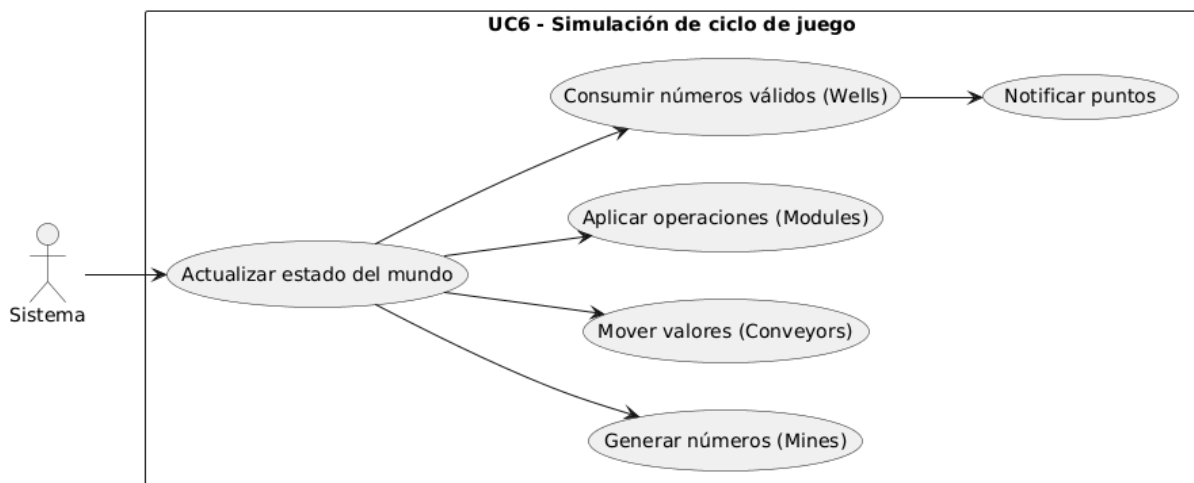 UC6 - Simulación de ciclo de juego
Consumir números válidos (Wells)
Notificar puntos
Aplicar operaciones (Modules)
Actualizar estado del mundo
Sistema
Mover valores (Conveyors)
Generar números (Mines)